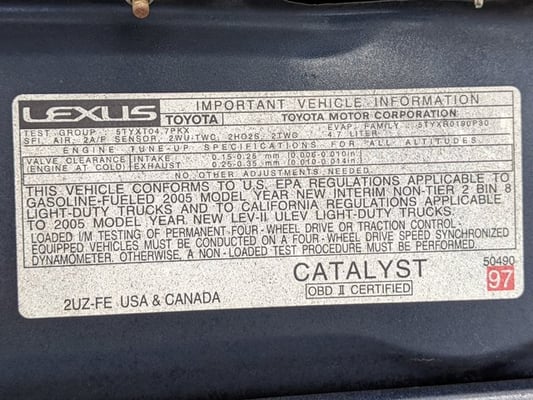 LEXUS
IMPORTANT VEHICLE INFORMATION
TOYOTA
TOYOTA MOTOR CORPORATION
TEST GROUP : 5TYXT04.7PKX
EVAP. FAMILY : 5TYXR0190P30
SFI, AIR, 2A/F SENSOR, 2WU-TWC, 2HO2S, 2TWC
4.7 LITER
ENGINE TUNE-UP SPECIFICATIONS FOR ALL ALTITUDES
VALVE CLEARANCE INTAKE 0.15-0.25 mm (0.006-0.010in.)
(ENGINE AT COLD) EXHAUST 0.25-0.35 mm (0.010-0.014in.)
NO OTHER ADJUSTMENTS NEEDED.
THIS VEHICLE CONFORMS TO U.S. EPA REGULATIONS APPLICABLE TO
GASOLINE-FUELED 2005 MODEL YEAR NEW INTERIM NON-TIER 2 BIN 8
LIGHT-DUTY TRUCKS AND TO CALIFORNIA REGULATIONS APPLICABLE
TO 2005 MODEL YEAR NEW LEV-II ULEV LIGHT-DUTY TRUCKS.
LOADED I/M TESTING OF PERMANENT FOUR-WHEEL DRIVE OR TRACTION CONTROL
EQUIPPED VEHICLES MUST BE CONDUCTED ON A FOUR-WHEEL SPEED SYNCHRONIZED
DYNAMOMETER. OTHERWISE, A NON-LOADED TEST PROCEDURE MUST BE PERFORMED.
CATALYST
50490
97
2UZ-FE USA & CANADA
OBD II CERTIFIED